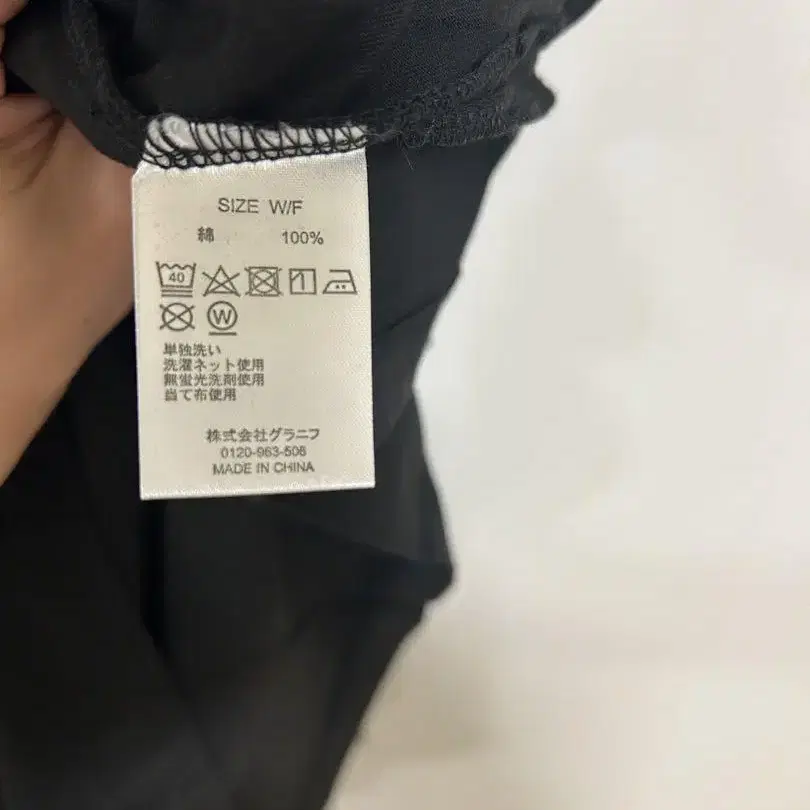 SIZE W/F
綿 100%
40
W
単独洗い
洗濯ネット使用
無蛍光洗剤使用
当て布使用
株式会社グラニフ
0120-963-506
MADE IN CHINA